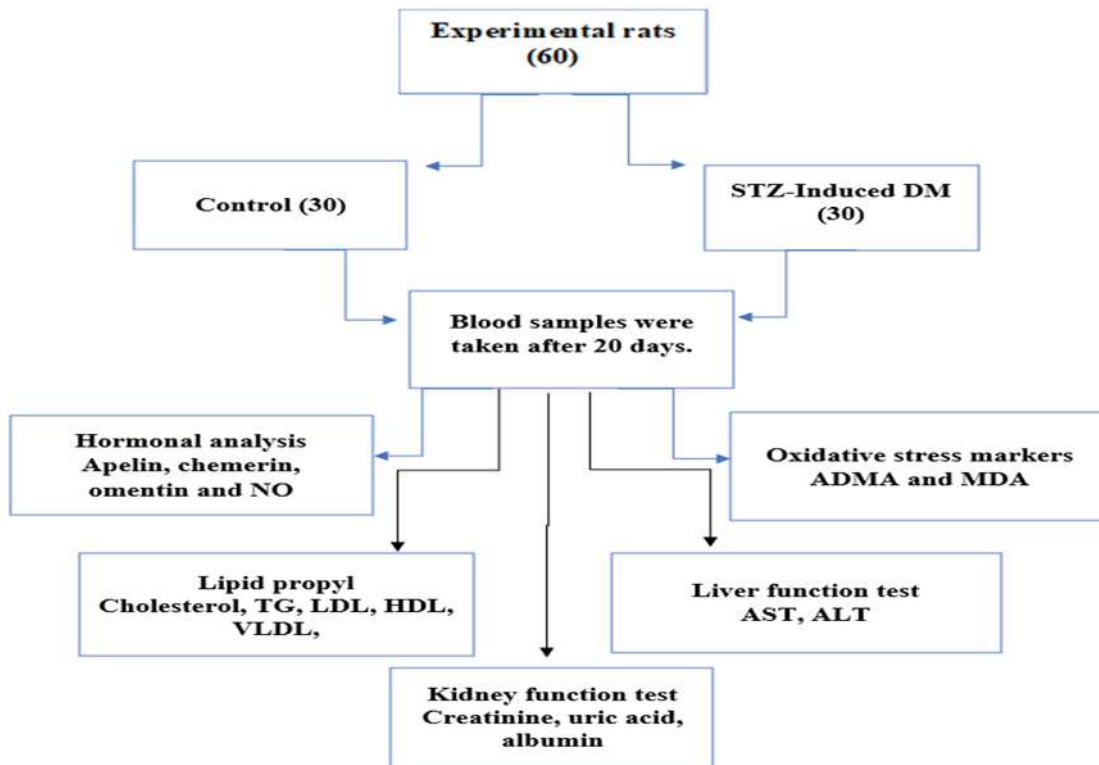 Experimental rats
(60)
Control (30)
STZ-Induced DM
(30)
Blood samples were
taken after 20 days.
Hormonal analysis
Apelin, chemerin,
omentin and NO
Oxidative stress markers
ADMA and MDA
Lipid propyl
Cholesterol, TG, LDL, HDL,
VLDL,
Liver function test
AST, ALT
Kidney function test
Creatinine, uric acid,
albumin